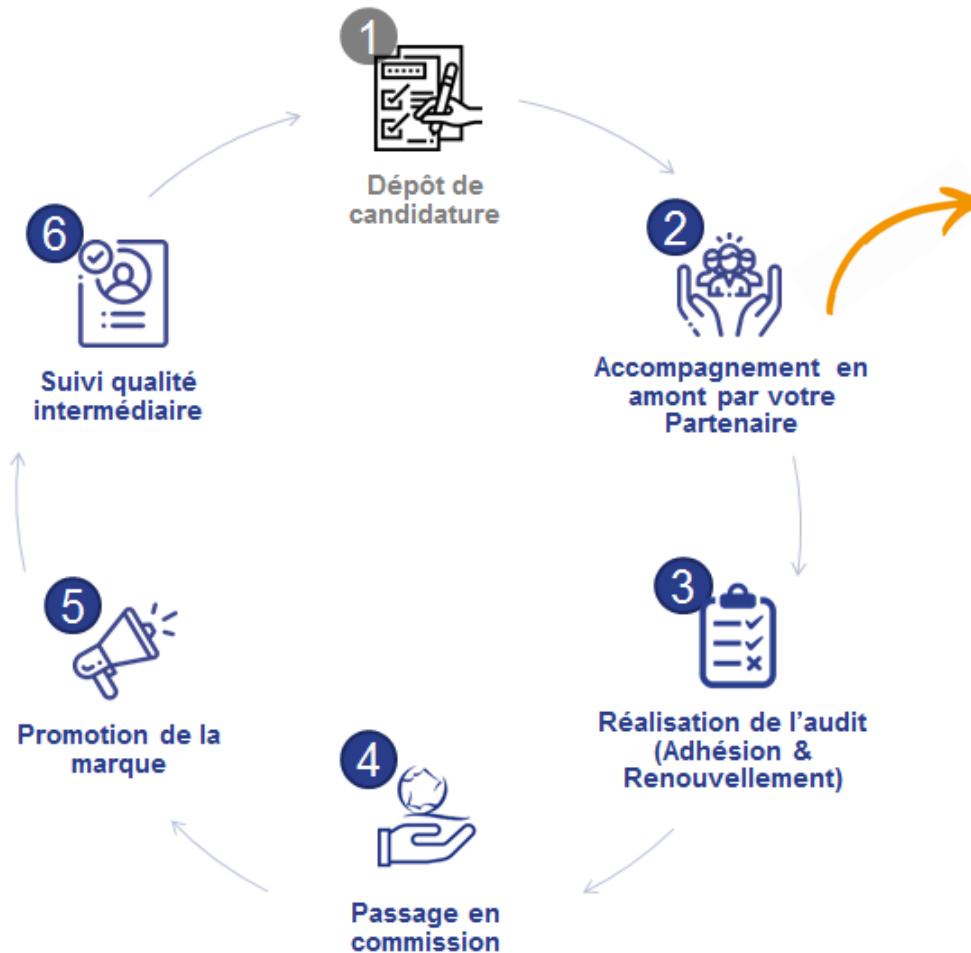 1
Dépôt de
candidature
2
Accompagnement en
amont par votre
Partenaire
3
Réalisation de l'audit
(Adhésion &
Renouvellement)
4
Passage en
commission
5
Promotion de la
marque
6
Suivi qualité
intermédiaire